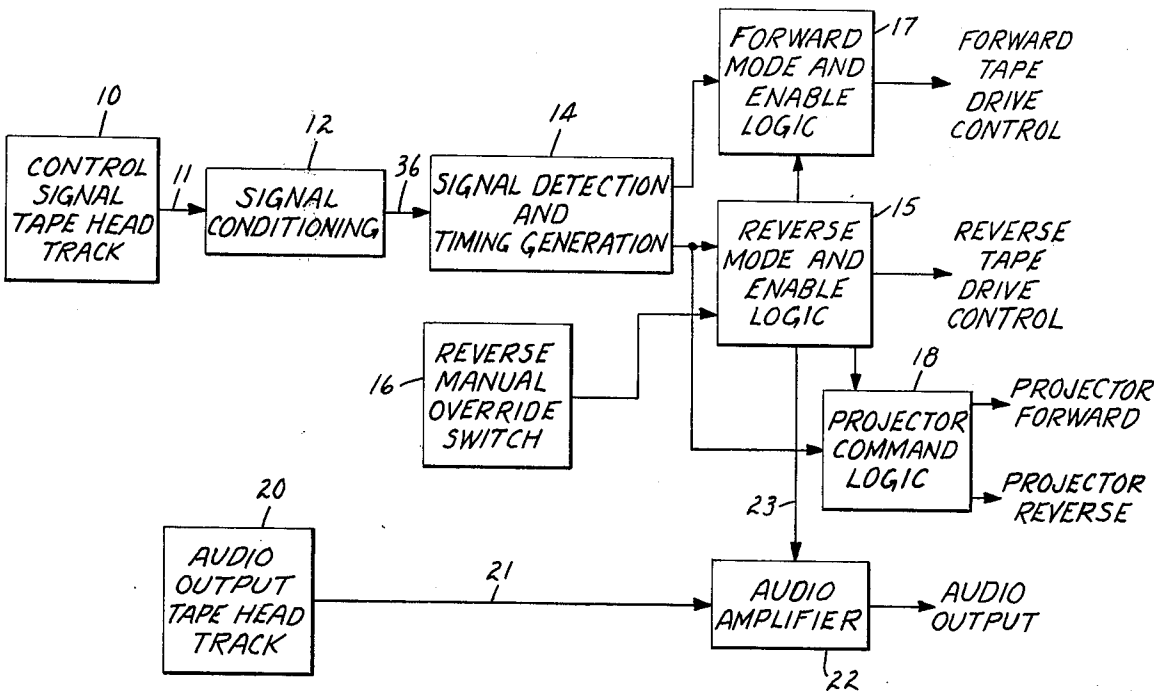 10
CONTROL
SIGNAL
TAPE HEAD
TRACK
11
12
SIGNAL
CONDITIONING
36
14
SIGNAL DETECTION
AND
TIMING GENERATION
17
FORWARD
MODE AND
ENABLE
LOGIC
FORWARD
TAPE
DRIVE
CONTROL
15
REVERSE
MODE AND
ENABLE
LOGIC
REVERSE
TAPE
DRIVE
CONTROL
16
REVERSE
MANUAL
OVERRIDE
SWITCH
18
PROJECTOR
COMMAND
LOGIC
PROJECTOR
FORWARD
PROJECTOR
REVERSE
20
AUDIO
OUTPUT
TAPE HEAD
TRACK
21
23
AUDIO
AMPLIFIER
22
AUDIO
OUTPUT